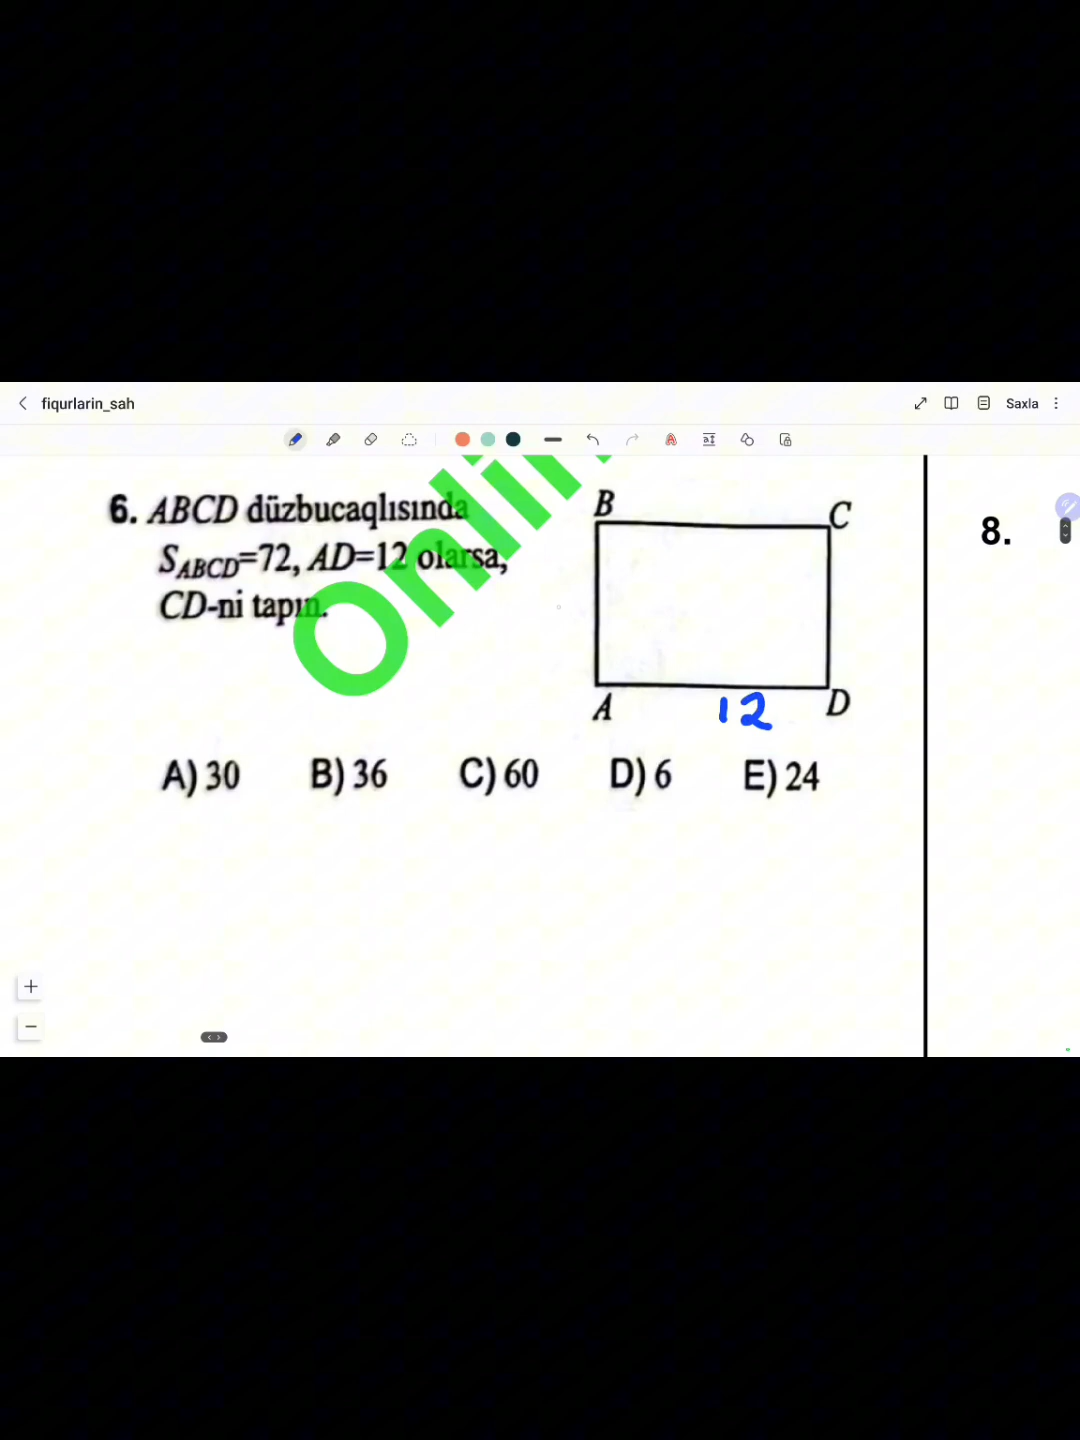 fiqurlarin_sah
Saxla
Onlin
6. ABCD düzbucaqlısında
S_ABCD=72, AD=12 olarsa,
CD-ni tapın.
B
C
A
12
D
A) 30 B) 36 C) 60 D) 6 E) 24
8.